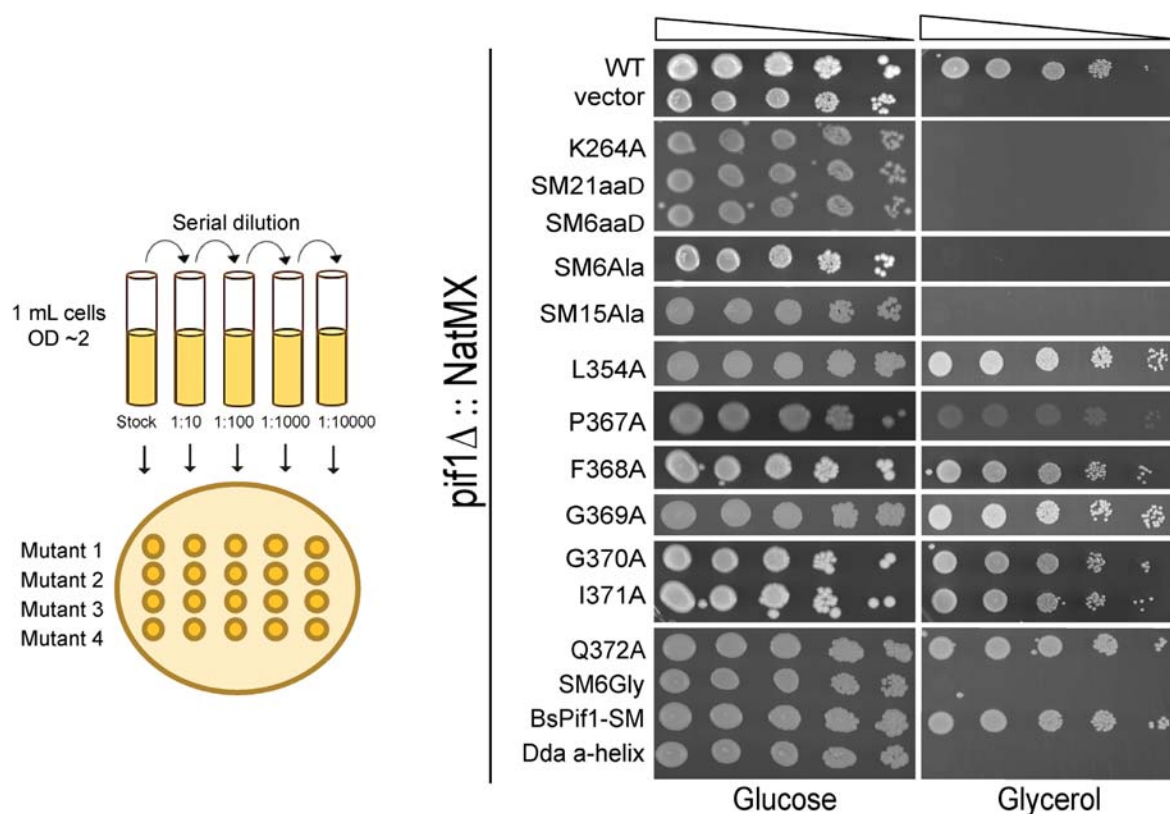 Serial dilution
1 mL cells
OD ~2
Stock 1:10 1:100 1:1000 1:10000
Mutant 1
Mutant 2
Mutant 3
Mutant 4
pif1Δ :: NatMX
WT
vector
K264A
SM21aaD
SM6aaD
SM6Ala
SM15Ala
L354A
P367A
F368A
G369A
G370A
I371A
Q372A
SM6Gly
BsPif1-SM
Dda a-helix
Glucose Glycerol